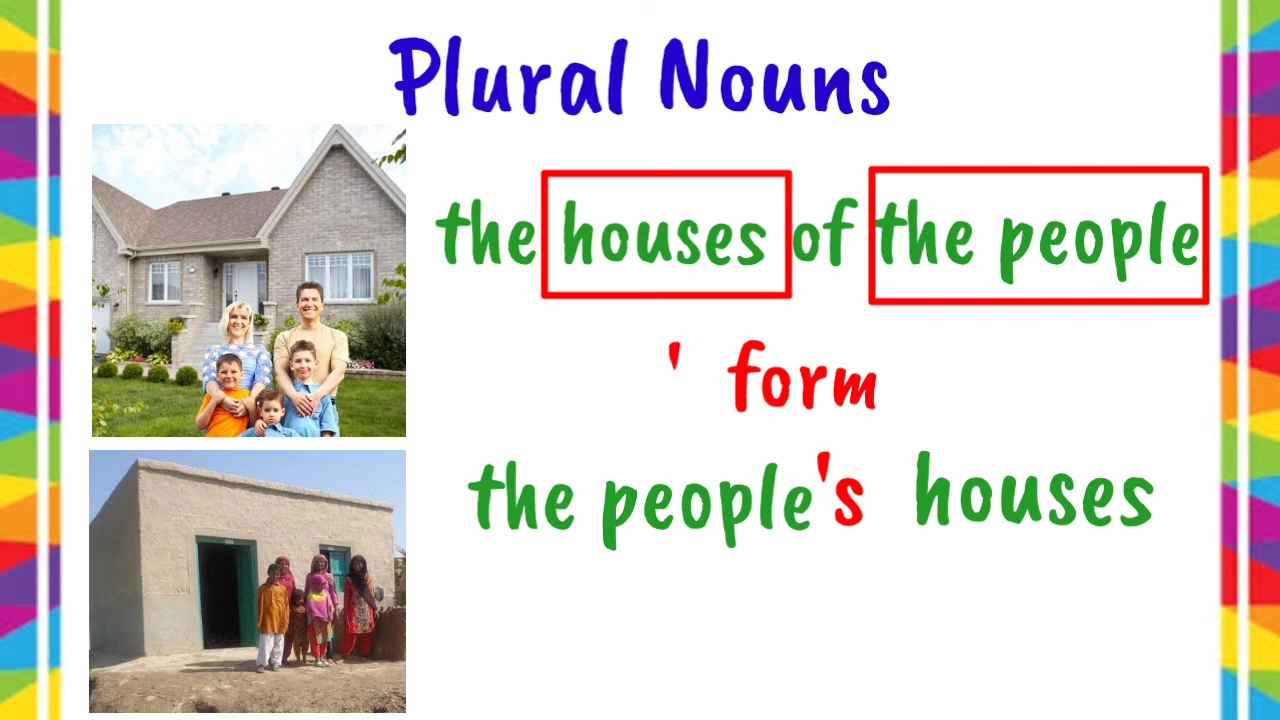 Plural Nouns
the houses of the people
' form
the people's houses